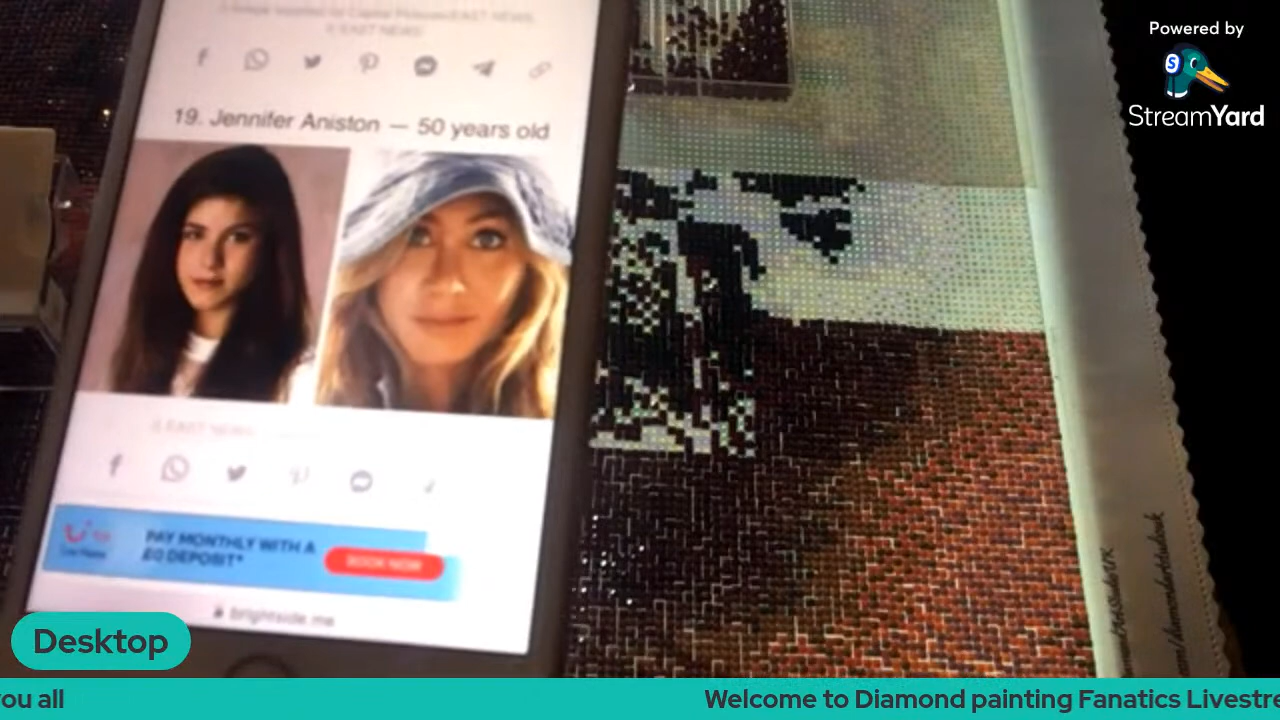 Powered by
StreamYard
19. Jennifer Aniston — 50 years old
PAY MONTHLY WITH A
£0 DEPOSIT*
BOOK NOW
brightside.me
Desktop
you all
Welcome to Diamond painting Fanatics Livestre